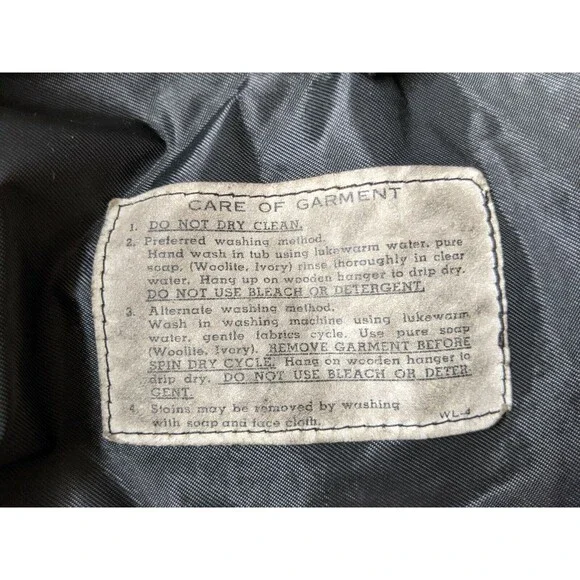 CARE OF GARMENT
1. DO NOT DRY CLEAN.
2. Preferred washing method.
Hand wash in tub using lukewarm water, pure
soap, (Woolite, Ivory) rinse thoroughly in clear
water. Hang up on wooden hanger to drip dry.
DO NOT USE BLEACH OR DETERGENT.
3. Alternate washing method.
Wash in washing machine using lukewarm
water, gentle fabrics cycle. Use pure soap
(Woolite, Ivory). REMOVE GARMENT BEFORE
SPIN DRY CYCLE. Hang on wooden hanger to
drip dry. DO NOT USE BLEACH OR DETER-
GENT.
4. Stains may be removed by washing
with soap and face cloth.
WL-4